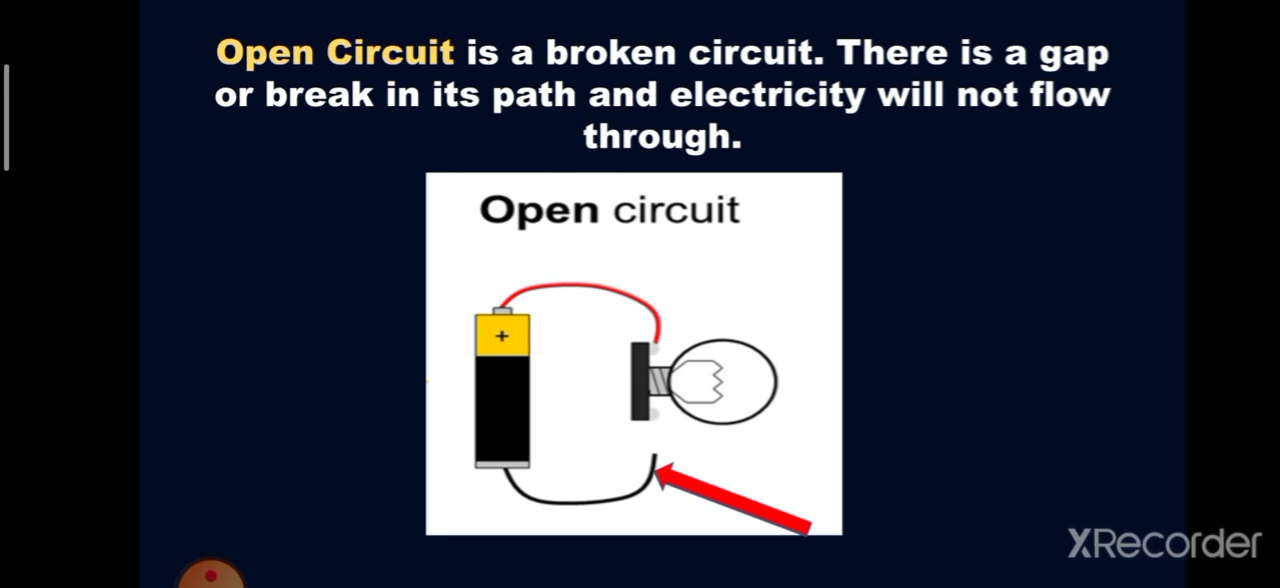 Open Circuit is a broken circuit. There is a gap
or break in its path and electricity will not flow
through.
Open circuit
+
XRecorder